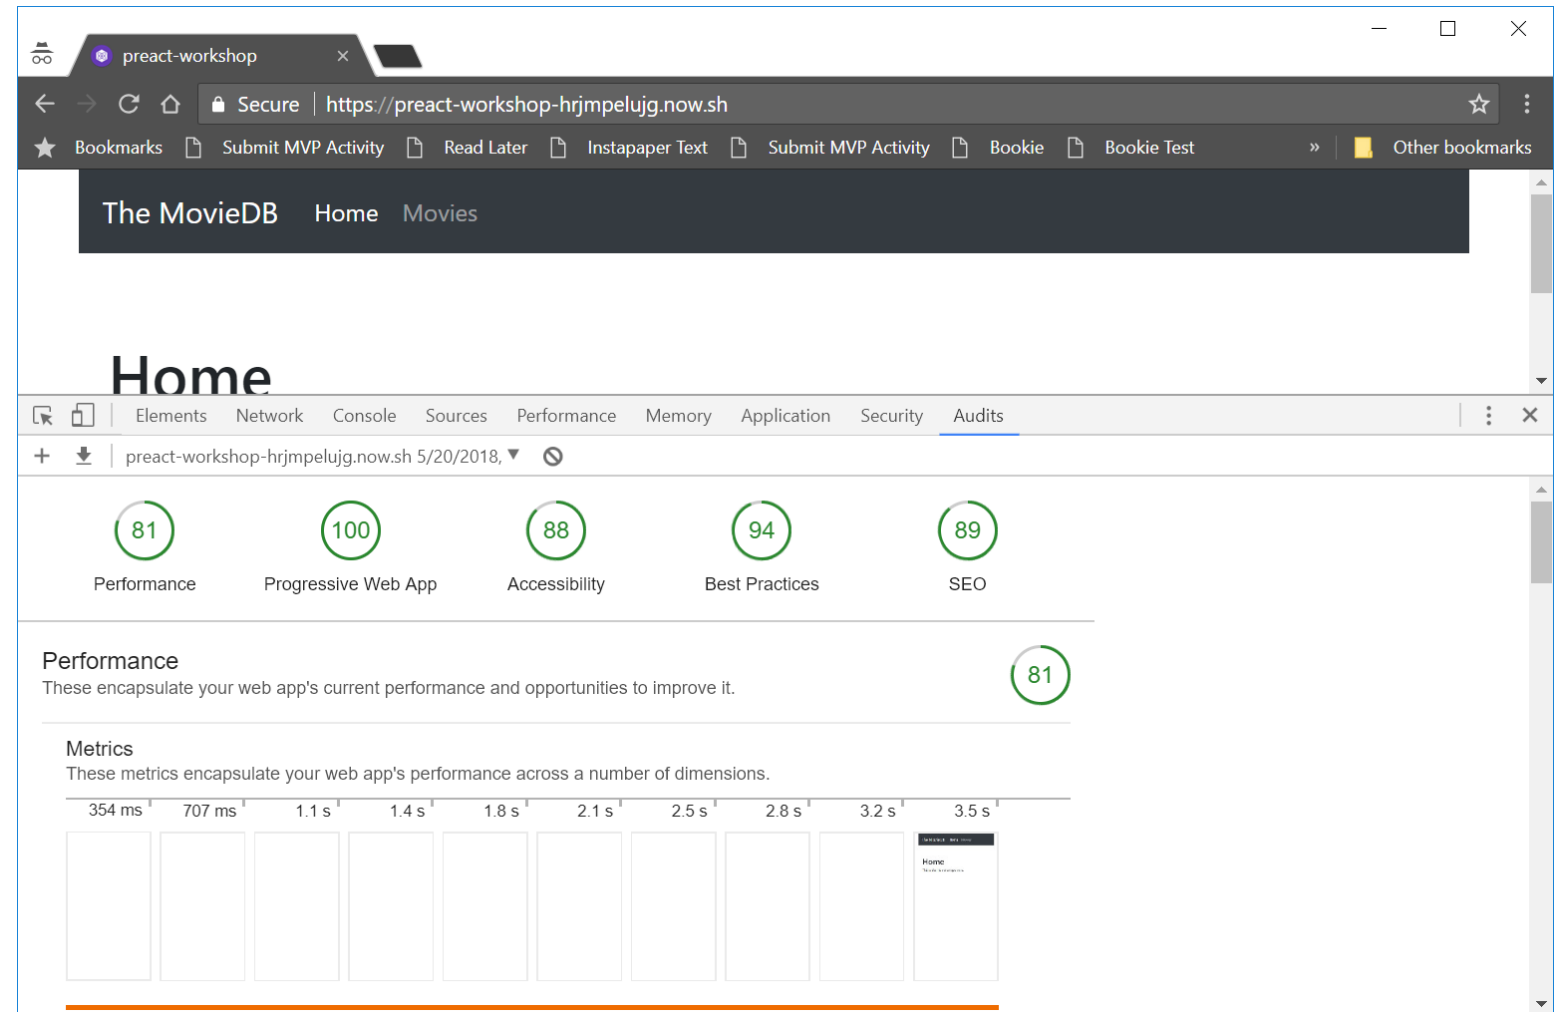 preact-workshop
Secure https://preact-workshop-hrjmpelujg.now.sh
Bookmarks Submit MVP Activity Read Later Instapaper Text Submit MVP Activity Bookie Bookie Test » Other bookmarks
The MovieDB Home Movies
Home
Elements Network Console Sources Performance Memory Application Security Audits
preact-workshop-hrjmpelujg.now.sh 5/20/2018,
81 100 88 94 89
Performance Progressive Web App Accessibility Best Practices SEO
Performance
These encapsulate your web app's current performance and opportunities to improve it.
81
Metrics
These metrics encapsulate your web app's performance across a number of dimensions.
354 ms 707 ms 1.1 s 1.4 s 1.8 s 2.1 s 2.5 s 2.8 s 3.2 s 3.5 s
Home